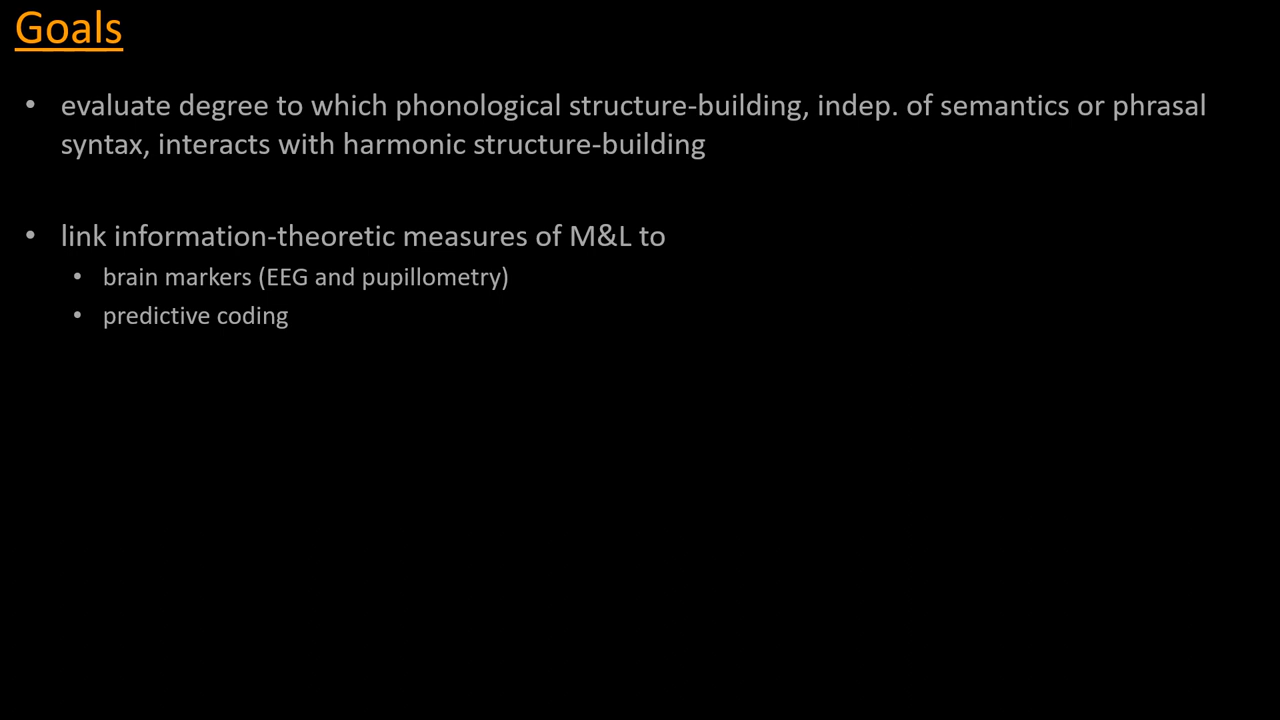 Goals
• evaluate degree to which phonological structure-building, indep. of semantics or phrasal
syntax, interacts with harmonic structure-building
• link information-theoretic measures of M&L to
• brain markers (EEG and pupillometry)
• predictive coding